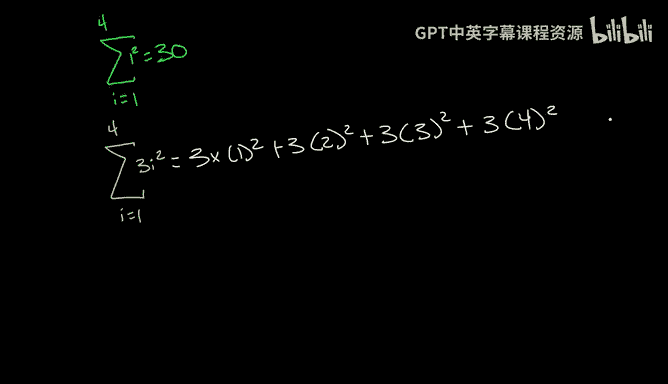 GPT中英字幕课程资源 bilibili
4
∑ i² = 30
i=1
4
∑ 3i² = 3×(1)² + 3(2)² + 3(3)² + 3(4)²
i=1